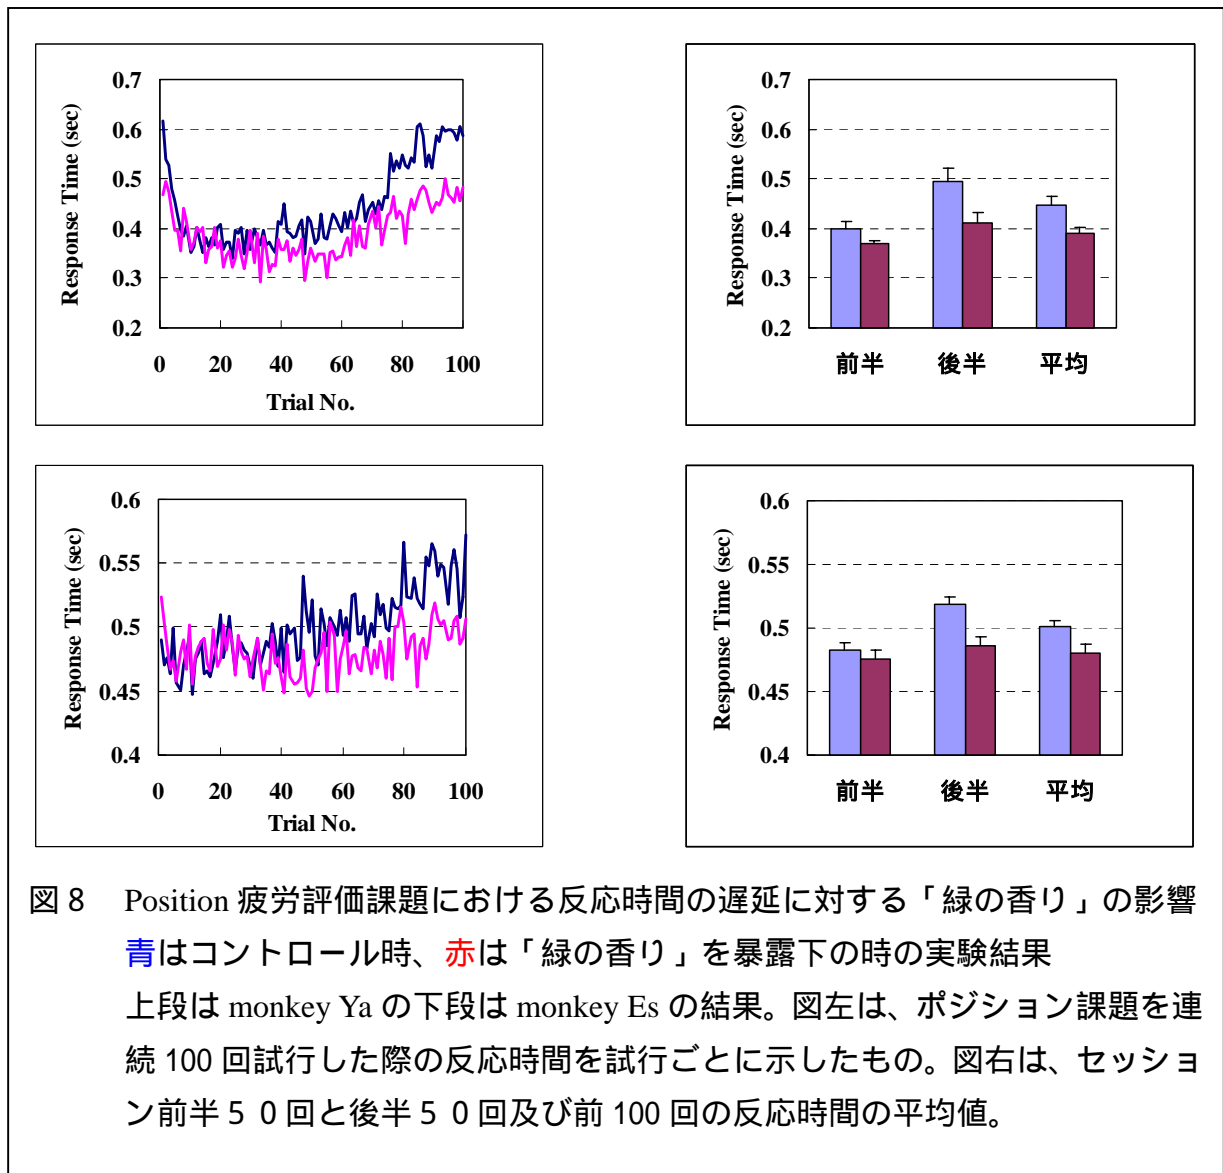 0.7
0.6
0.5
0.4
0.3
0.2
Response Time (sec)
0 20 40 60 80 100
Trial No.
0.7
0.6
0.5
0.4
0.3
0.2
Response Time (sec)
前半 後半 平均
0.6
0.55
0.5
0.45
0.4
Response Time (sec)
0 20 40 60 80 100
Trial No.
0.6
0.55
0.5
0.45
0.4
Response Time (sec)
前半 後半 平均
図8 Position 疲労評価課題における反応時間の遅延に対する「緑の香り」の影響
青はコントロール時、赤は「緑の香り」を暴露下の時の実験結果
上段は monkey Ya の下段は monkey Es の結果。図左は、ポジション課題を連
続 100 回試行した際の反応時間を試行ごとに示したもの。図右は、セッショ
ン前半５０回と後半５０回及び前 100 回の反応時間の平均値。